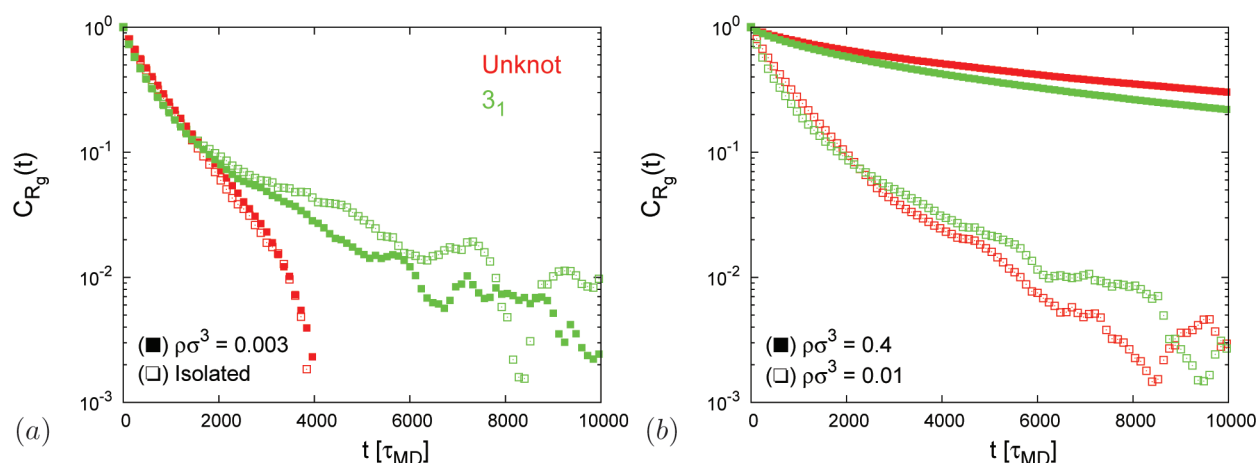 10^0
10^-1
10^-2
10^-3
C_{R_g}(t)
Unknot
3_1
(■) ρσ^3 = 0.003
(□) Isolated
0 2000 4000 6000 8000 10000
t [τ_MD]
(a)
10^0
10^-1
10^-2
10^-3
C_{R_g}(t)
(■) ρσ^3 = 0.4
(□) ρσ^3 = 0.01
0 2000 4000 6000 8000 10000
t [τ_MD]
(b)